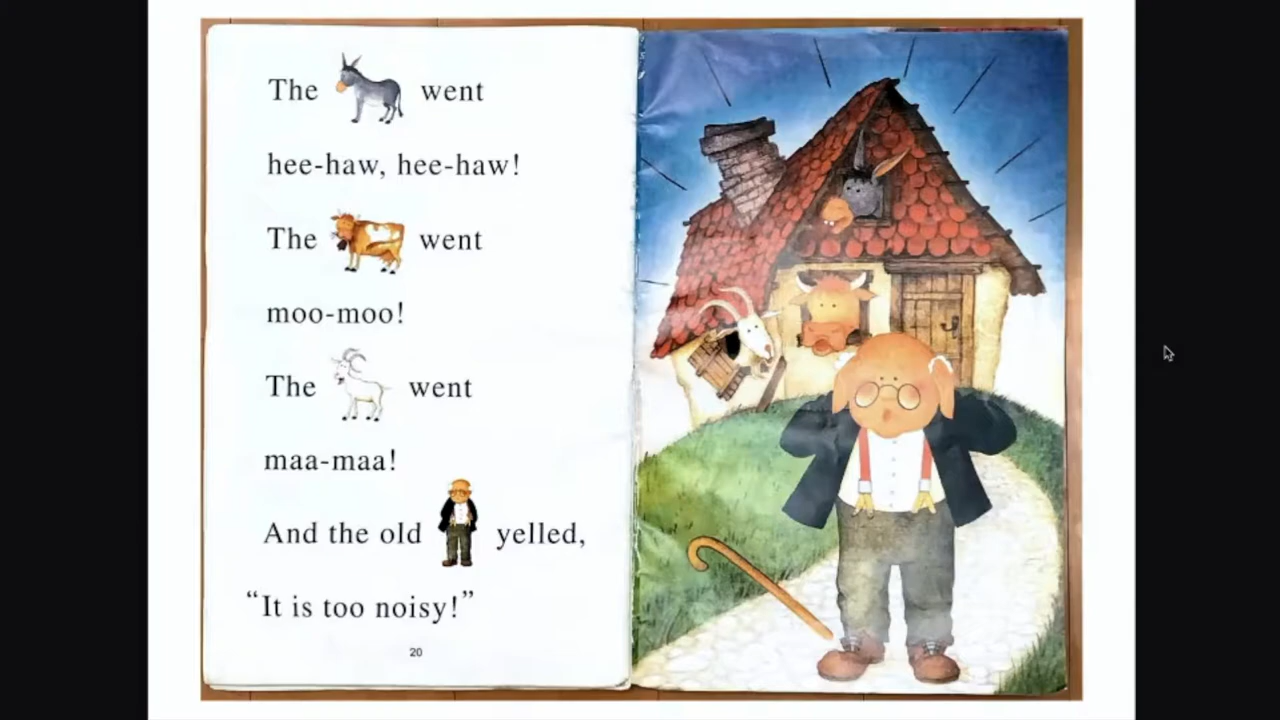 The went
hee-haw, hee-haw!
The went
moo-moo!
The went
maa-maa!
And the old yelled,
“It is too noisy!”
20